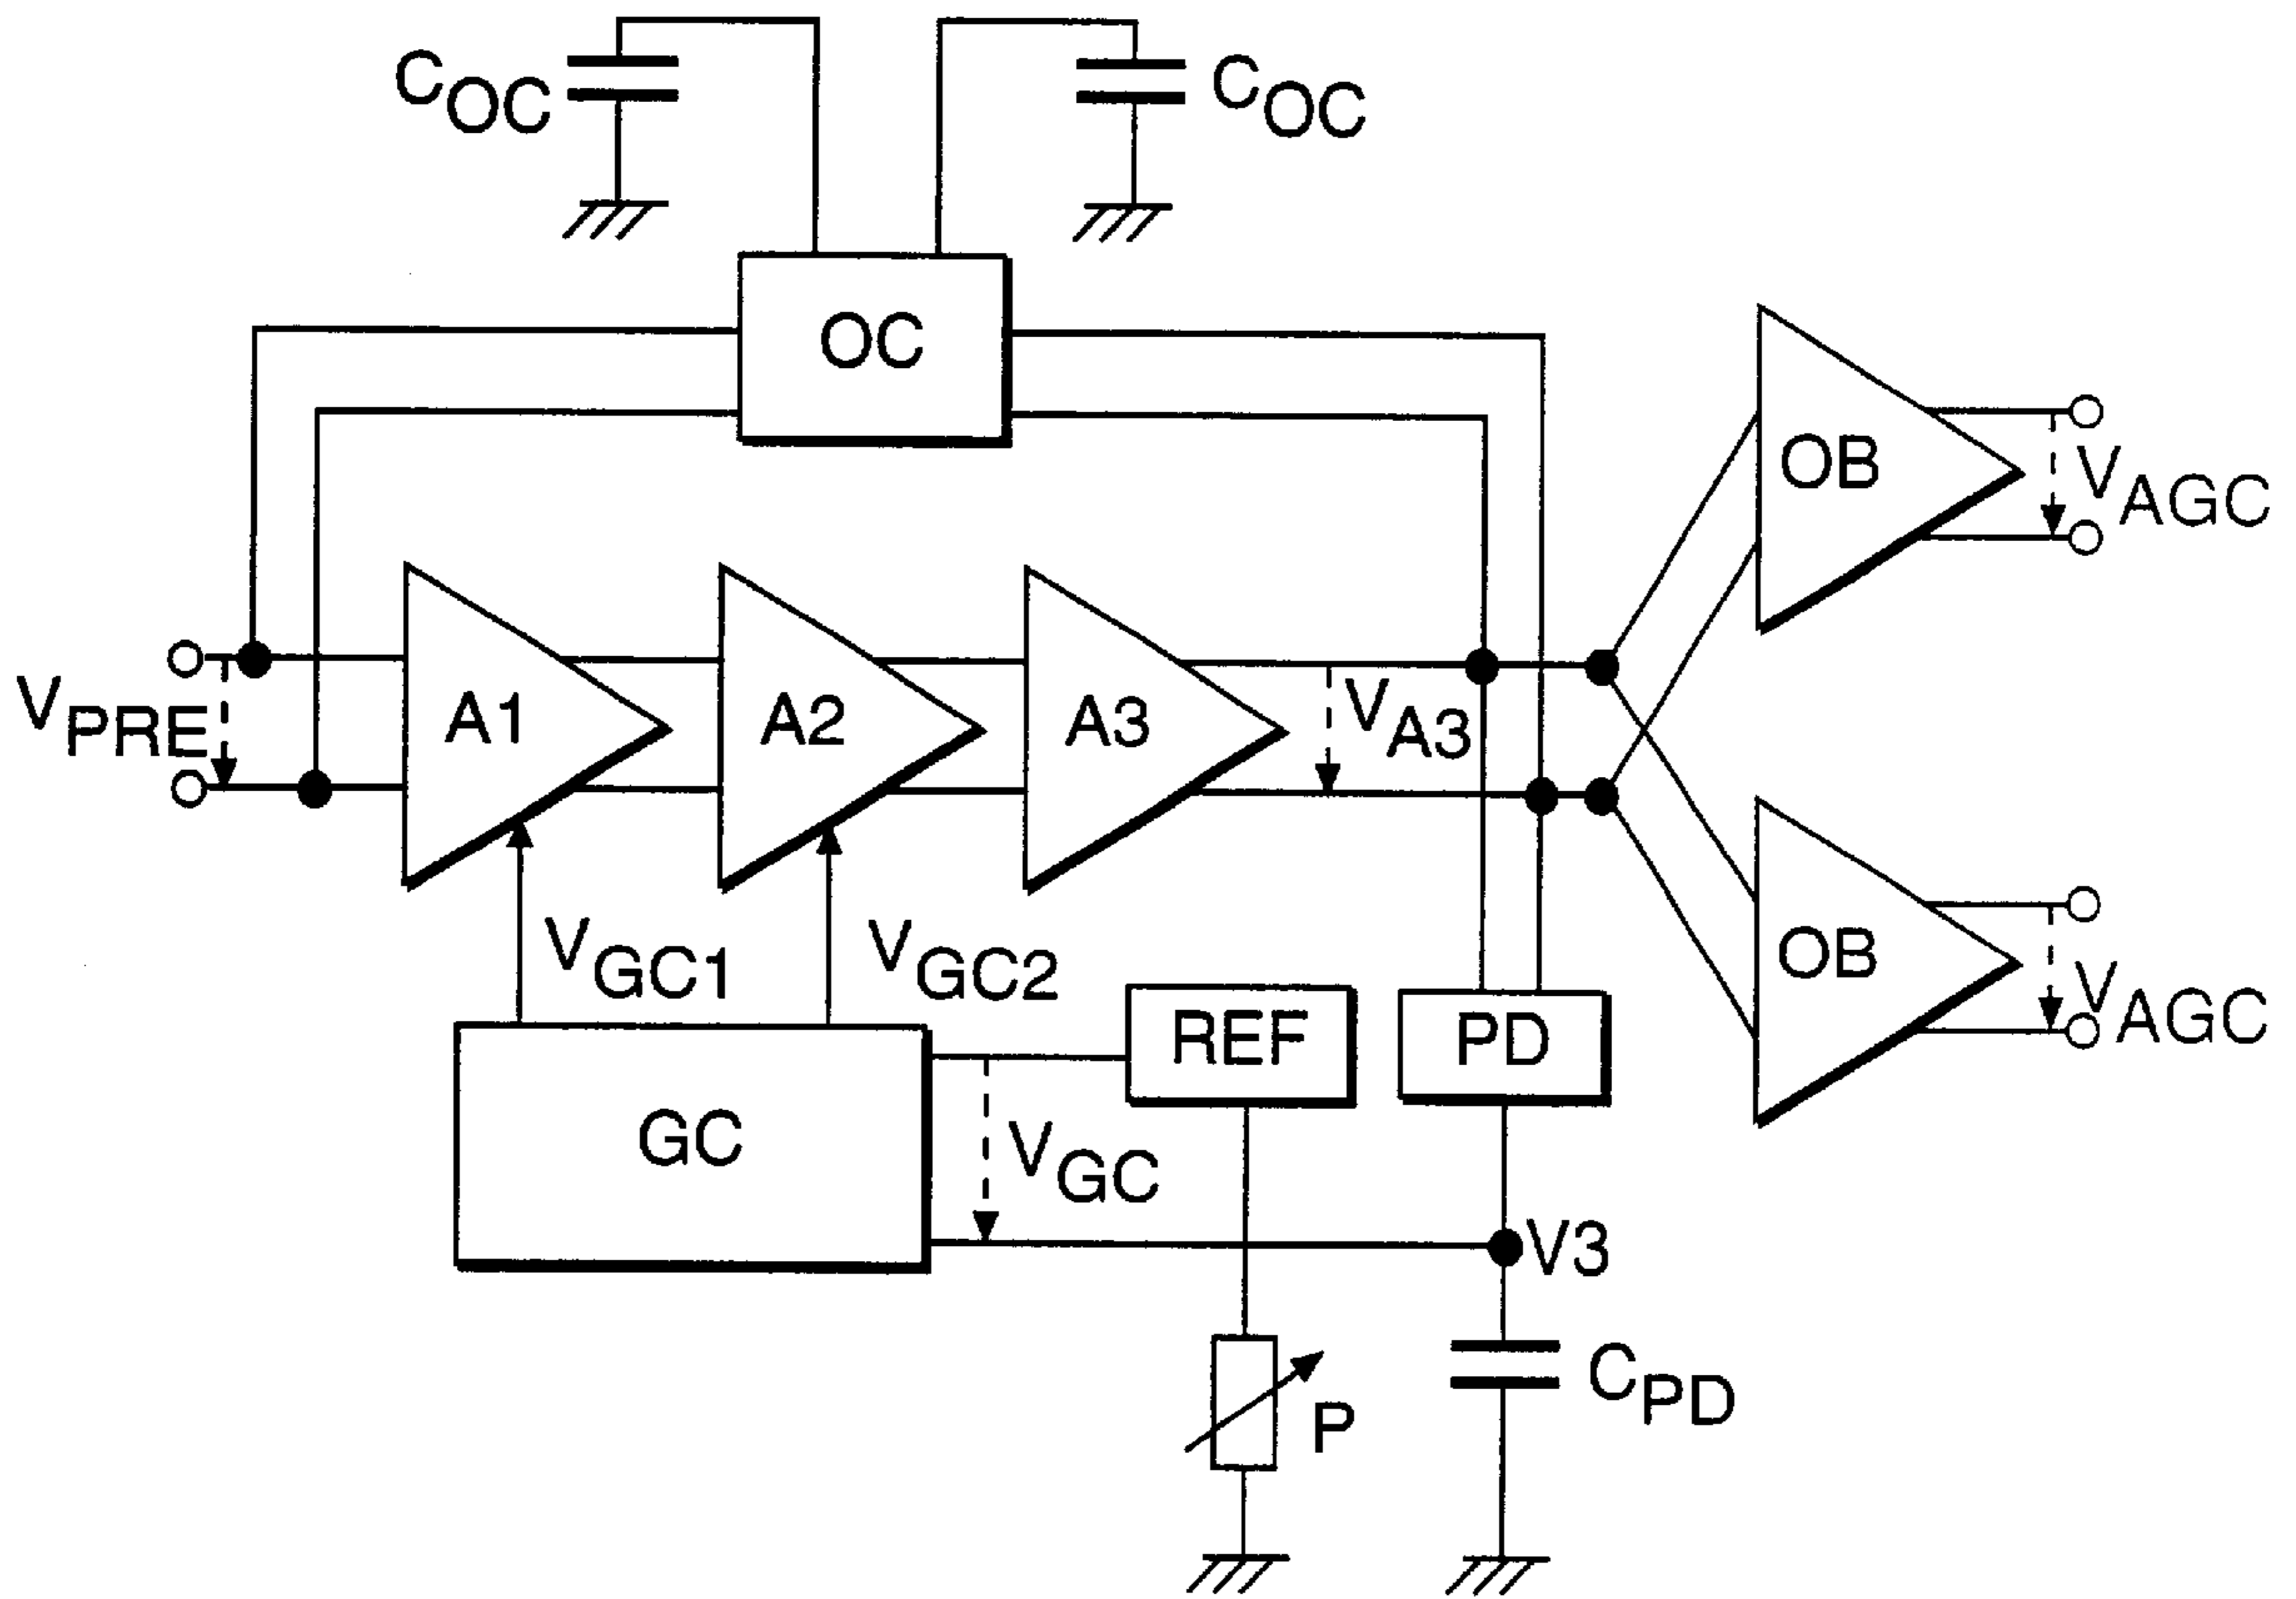 COC
COC
OC
OB
VAGC
VPRE
A1
A2
A3
VA3
VGC1
VGC2
OB
VAGC
REF
PD
GC
VGC
V3
CPD
P